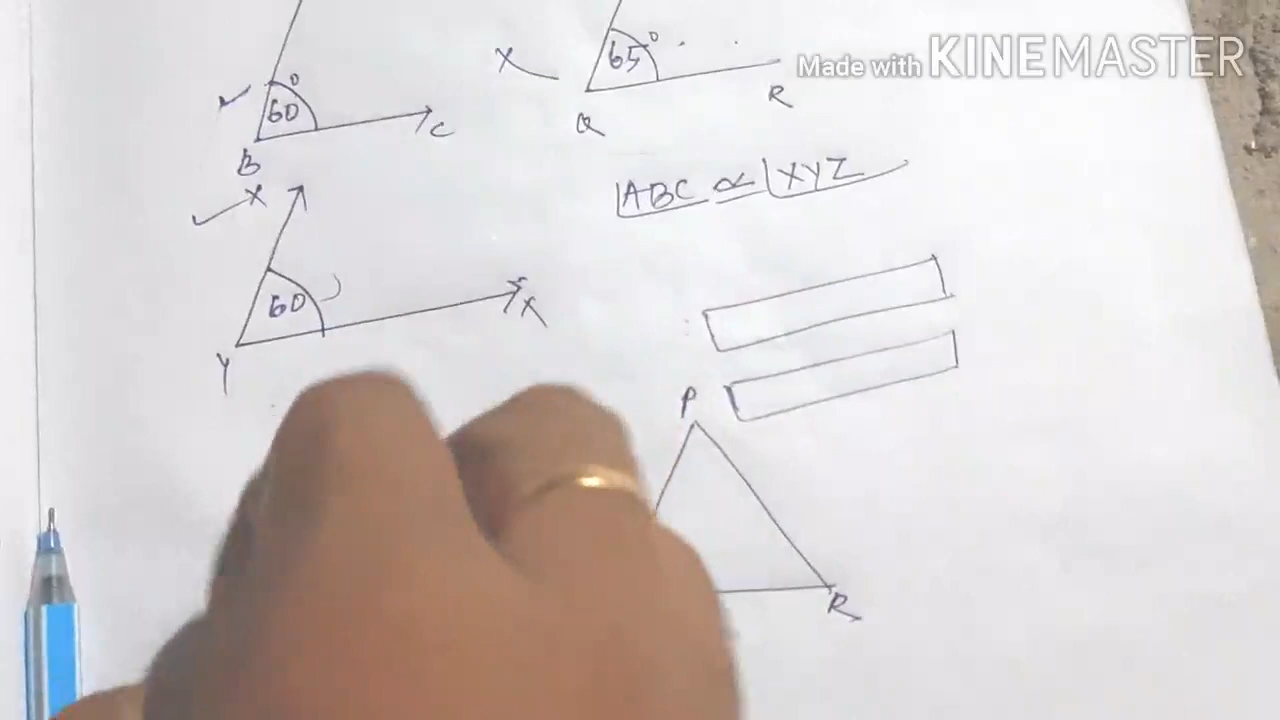 60°
B
C
X
65°
Q
R
Made with KINEMASTER
∠ABC ≅ ∠XYZ
X
60
Y
X
P
R